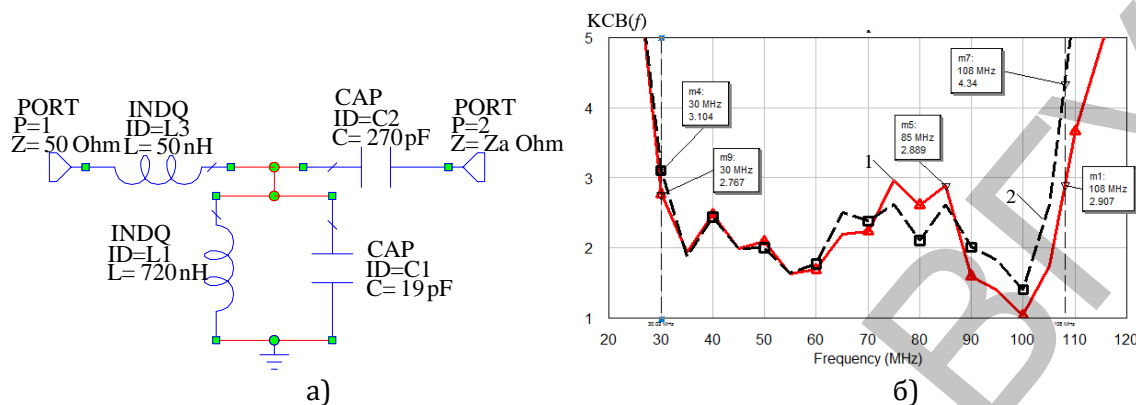 PORT
P=1
Z= 50 Ohm
INDQ
ID=L3
L= 50 nH
CAP
ID=C2
C= 270 pF
PORT
P=2
Z= Za Ohm
INDQ
ID=L1
L= 720 nH
CAP
ID=C1
C= 19 pF
а)
КСВ(f)
5
4
3
2
1
m4:
30 MHz
3.104
m9:
30 MHz
2.767
m5:
85 MHz
2.889
m7:
108 MHz
4.34
m1:
108 MHz
2.907
1
2
108 MHz
20 30 40 50 60 70 80 90 100 110 120
Frequency (MHz)
б)